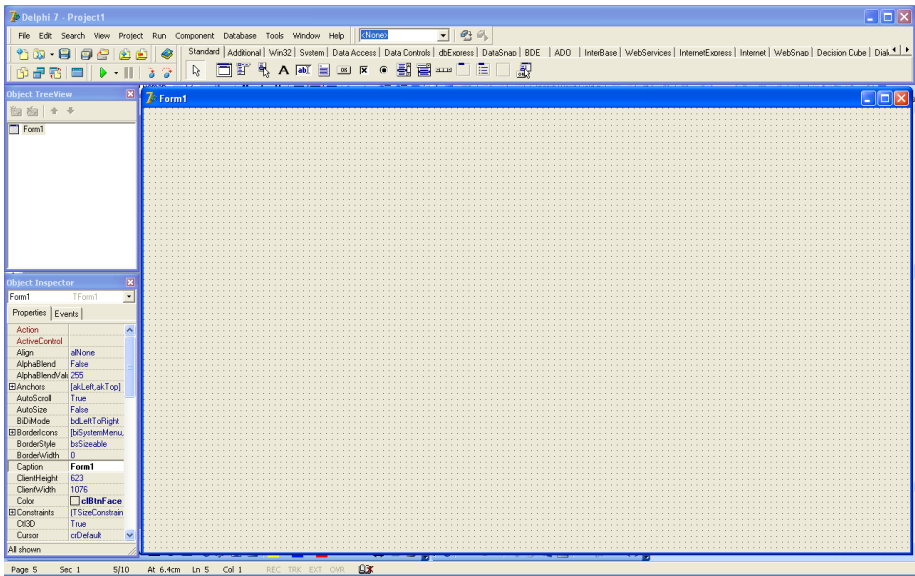 Delphi 7 - Project1
File Edit Search View Project Run Component Database Tools Window Help <None>
Standard Additional Win32 System Data Access Data Controls dbExpress DataSnap BDE ADO InterBase WebServices InternetExpress Internet WebSnap Decision Cube
A ab OK
Object TreeView
Form1
Form1
Object Inspector
Form1 TForm1
Properties Events
Action
ActiveControl
Align alNone
AlphaBlend False
AlphaBlendVal 255
Anchors [akLeft,akTop]
AutoScroll True
AutoSize False
BiDiMode bdLeftToRight
BorderIcons [biSystemMenu,
BorderStyle bsSizeable
BorderWidth 0
Caption Form1
ClientHeight 623
ClientWidth 1076
Color clBtnFace
Constraints (TSizeConstrain
Ctl3D True
Cursor crDefault
All shown
Page 5 Sec 1 5/10 At 6.4cm Ln 5 Col 1 REC TRK EXT OVR